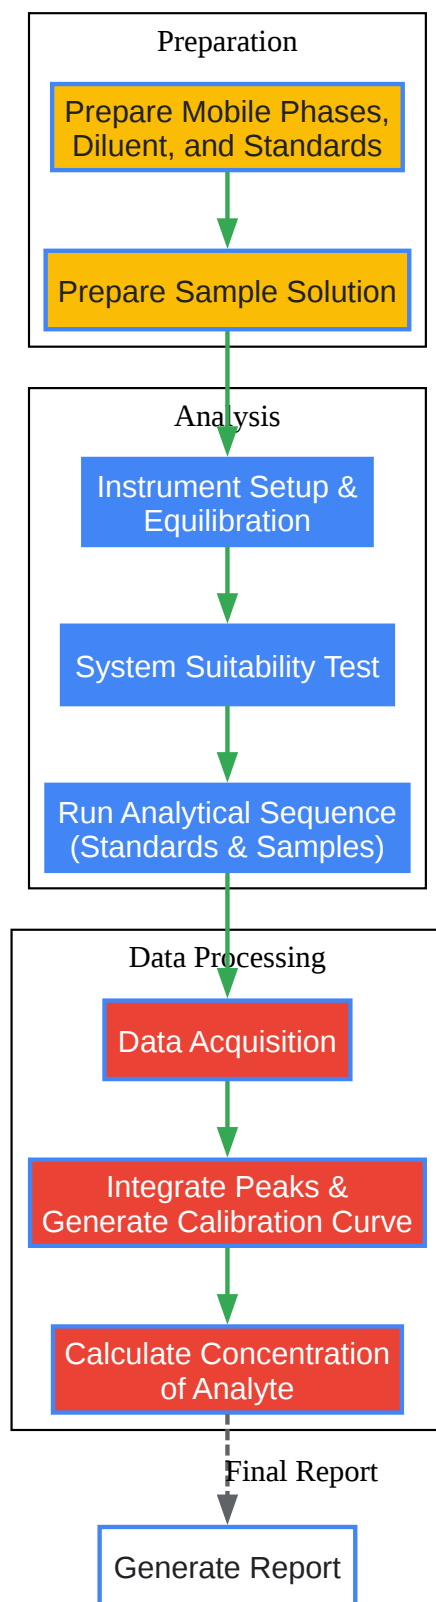 Preparation
Prepare Mobile Phases,
Diluent, and Standards
Prepare Sample Solution
Analysis
Instrument Setup &
Equilibration
System Suitability Test
Run Analytical Sequence
(Standards & Samples)
Data Processing
Data Acquisition
Integrate Peaks &
Generate Calibration Curve
Calculate Concentration
of Analyte
Final Report
Generate Report